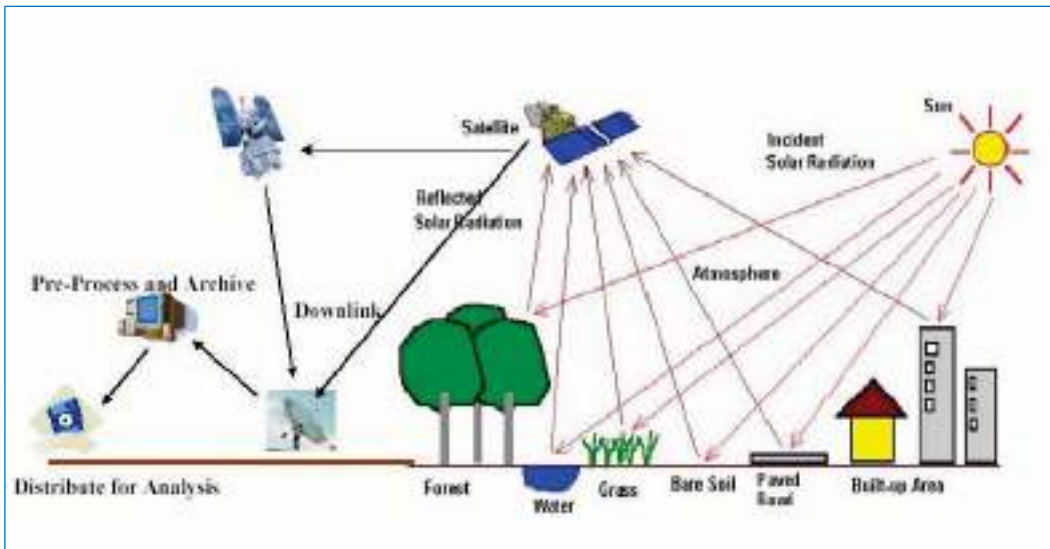 Sun
Satellite
Incident
Solar Radiation
Reflected
Solar Radiation
Atmosphere
Pre-Process and Archive
Downlink
Distribute for Analysis
Forest
Water
Grass
Bare Soil
Paved
Road
Built-up Area